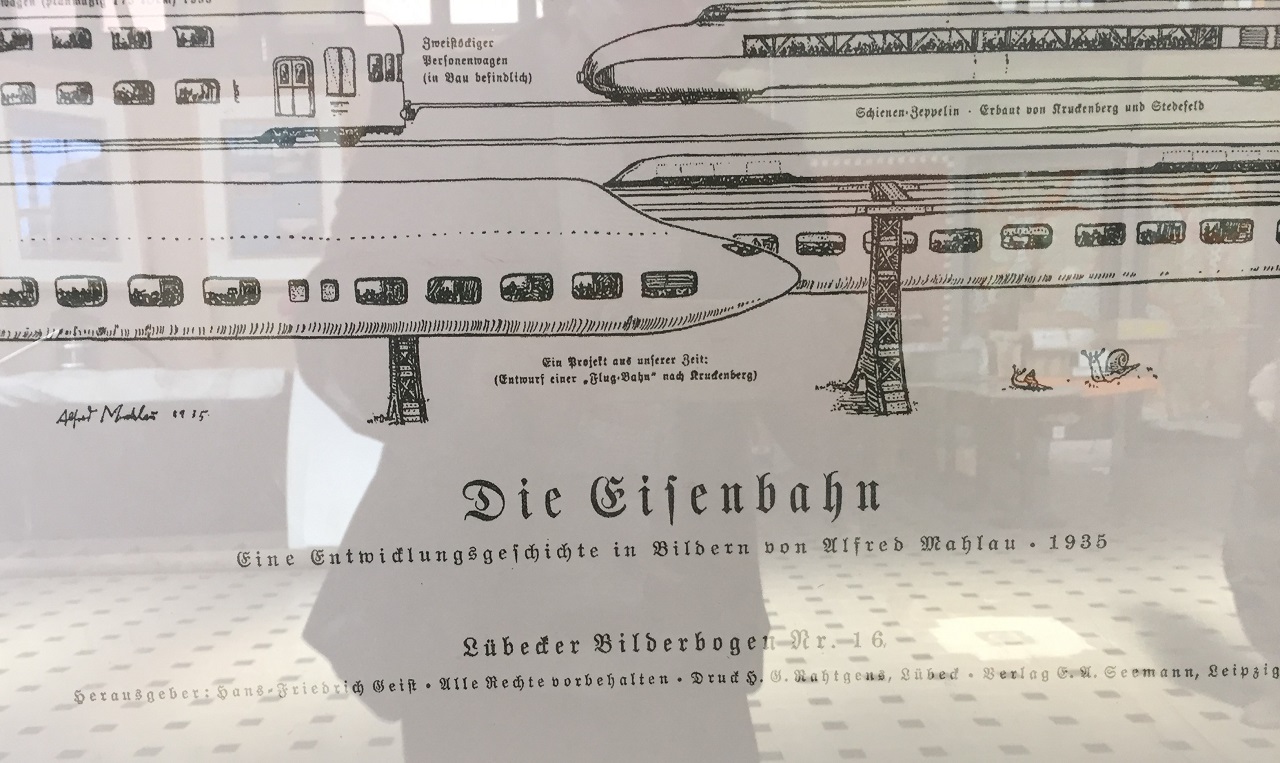 Zweistöckiger
Personenwagen
(in Bau befindlich)
Schienen-Zeppelin · Erbaut von Kruckenberg und Stedefeld
Ein Projekt aus unserer Zeit:
(Entwurf einer „Flug-Bahn“ nach Kruckenberg)
Alfred Mahlau 1935
Die Eiſenbahn
Eine Entwicklungsgeſchichte in Bildern von Alfred Mahlau · 1935
Lübecker Bilderbogen Nr. 16
Herausgeber: Hans-Friedrich Geiſt · Alle Rechte vorbehalten · Druck H. G. Rahtgens, Lübeck · Verlag E. A. Seemann, Leipzig